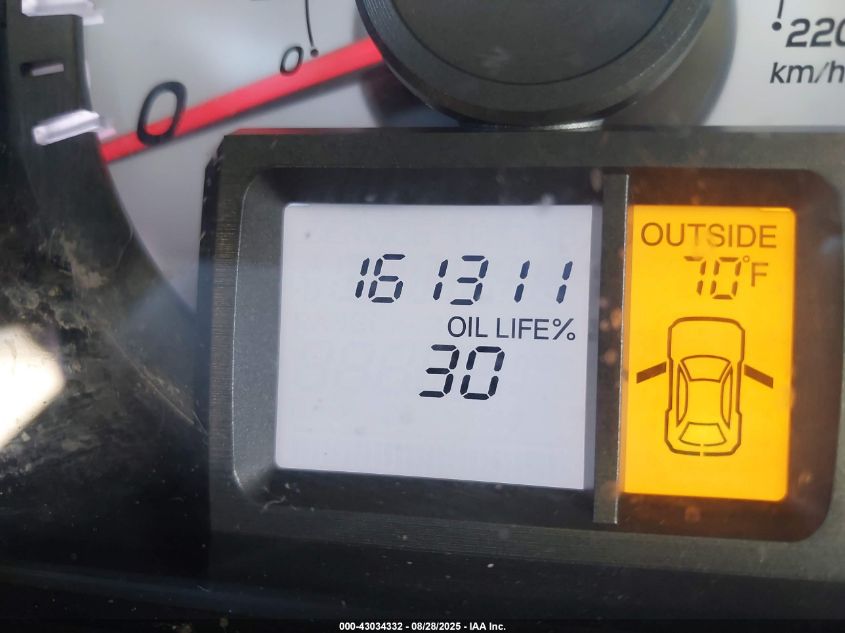 0
0
220
km/h
161311
OIL LIFE%
30
OUTSIDE
70°F
000-43034332 - 08/28/2025 - IAA Inc.